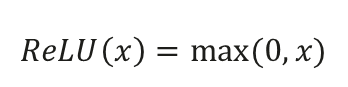 ReLU(x) = max(0, x)